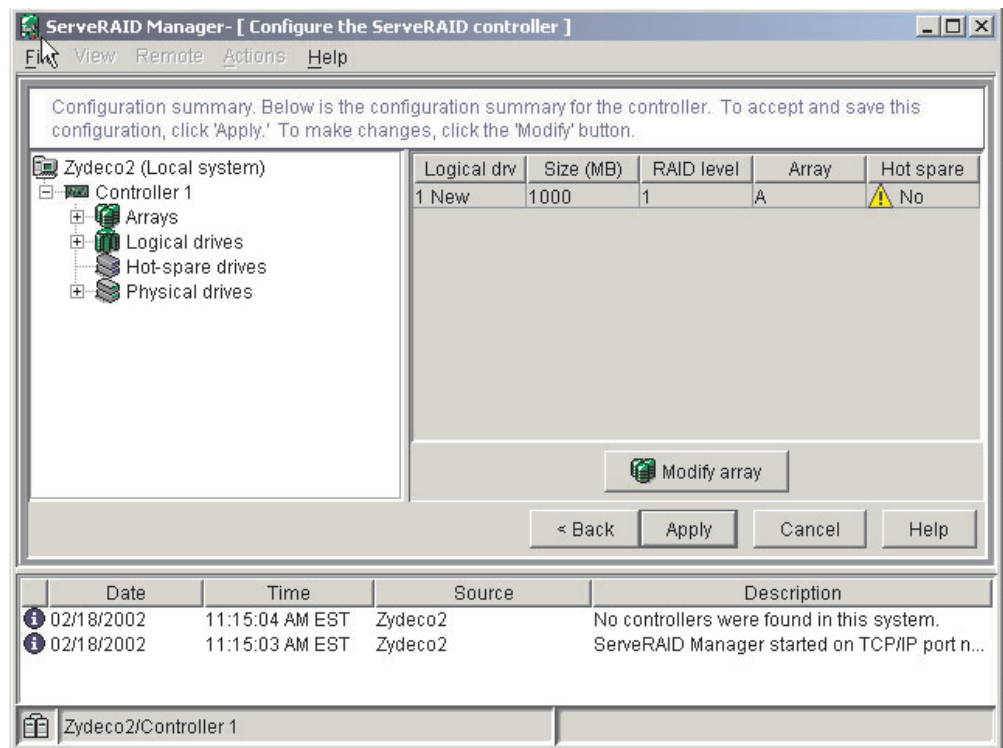 ServeRAID Manager- [ Configure the ServeRAID controller ]
View Remote Actions Help
Configuration summary. Below is the configuration summary for the controller. To accept and save this
configuration, click 'Apply.' To make changes, click the 'Modify' button.
Zydeco2 (Local system)
Controller 1
Arrays
Logical drives
Hot-spare drives
Physical drives
Logical drv Size (MB) RAID level Array Hot spare
1 New 1000 1 A No
Modify array
< Back Apply Cancel Help
Date Time Source Description
02/18/2002 11:15:04 AM EST Zydeco2 No controllers were found in this system.
02/18/2002 11:15:03 AM EST Zydeco2 ServeRAID Manager started on TCP/IP port n...
Zydeco2/Controller 1